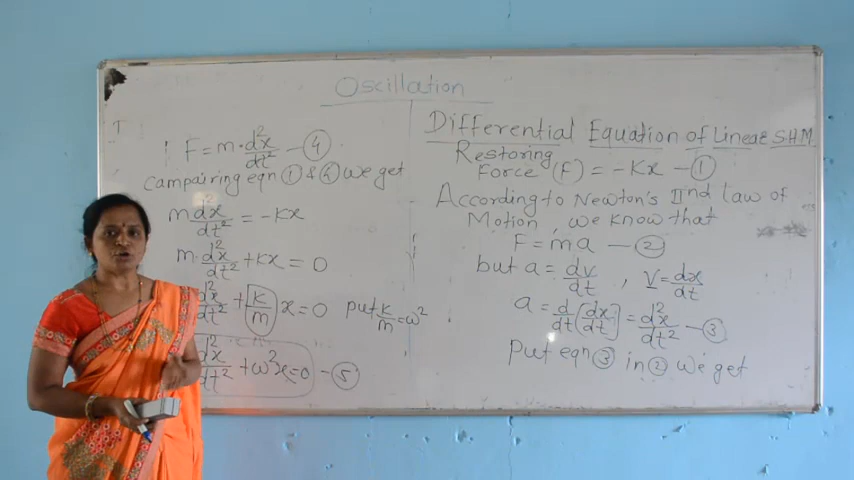 Oscillation
Differential Equation of Linear S.H.M.
Restoring
Force (F) = -Kx - ①
According to Newton's IInd law of
Motion, we know that
F = ma - ②
but a = dv/dt , V = dx/dt
a = d/dt [dx/dt] = d²x/dt² - ③
Put eqn ③ in ② we get
F = m · d²x/dt² - ④
Campairing eqn ① & ④ we get
m d²x/dt² = -Kx
m · d²x/dt² + Kx = 0
d²x/dt² + K/m x = 0 put K/m = ω²
d²x/dt² + ω²x = 0 - ⑤